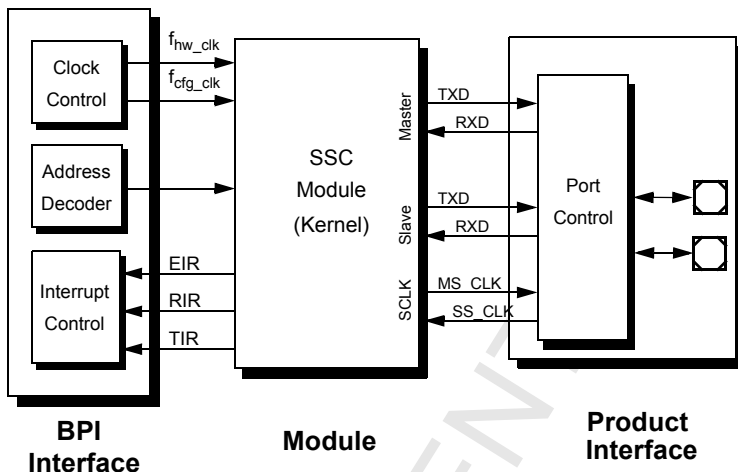 Clock
Control
f_hw_clk
f_cfg_clk
Address
Decoder
Interrupt
Control
EIR
RIR
TIR
SSC
Module
(Kernel)
Master
Slave
SCLK
TXD
RXD
TXD
RXD
MS_CLK
SS_CLK
Port
Control
BPI
Interface
Module
Product
Interface